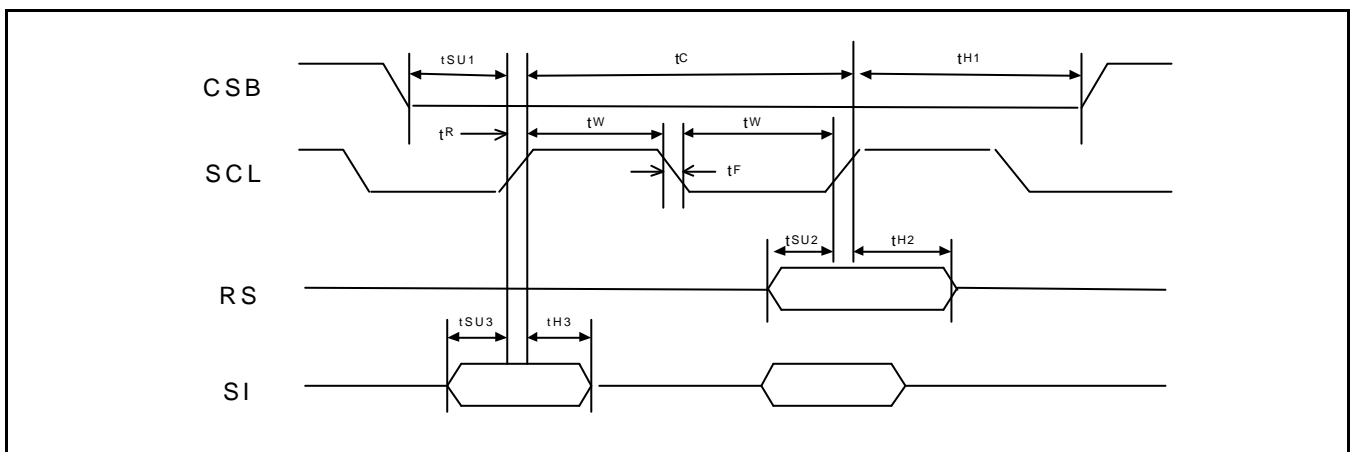 tSU1 tC tH1
CSB
tR tW tW
SCL
tF
tSU2 tH2
RS
tSU3 tH3
SI